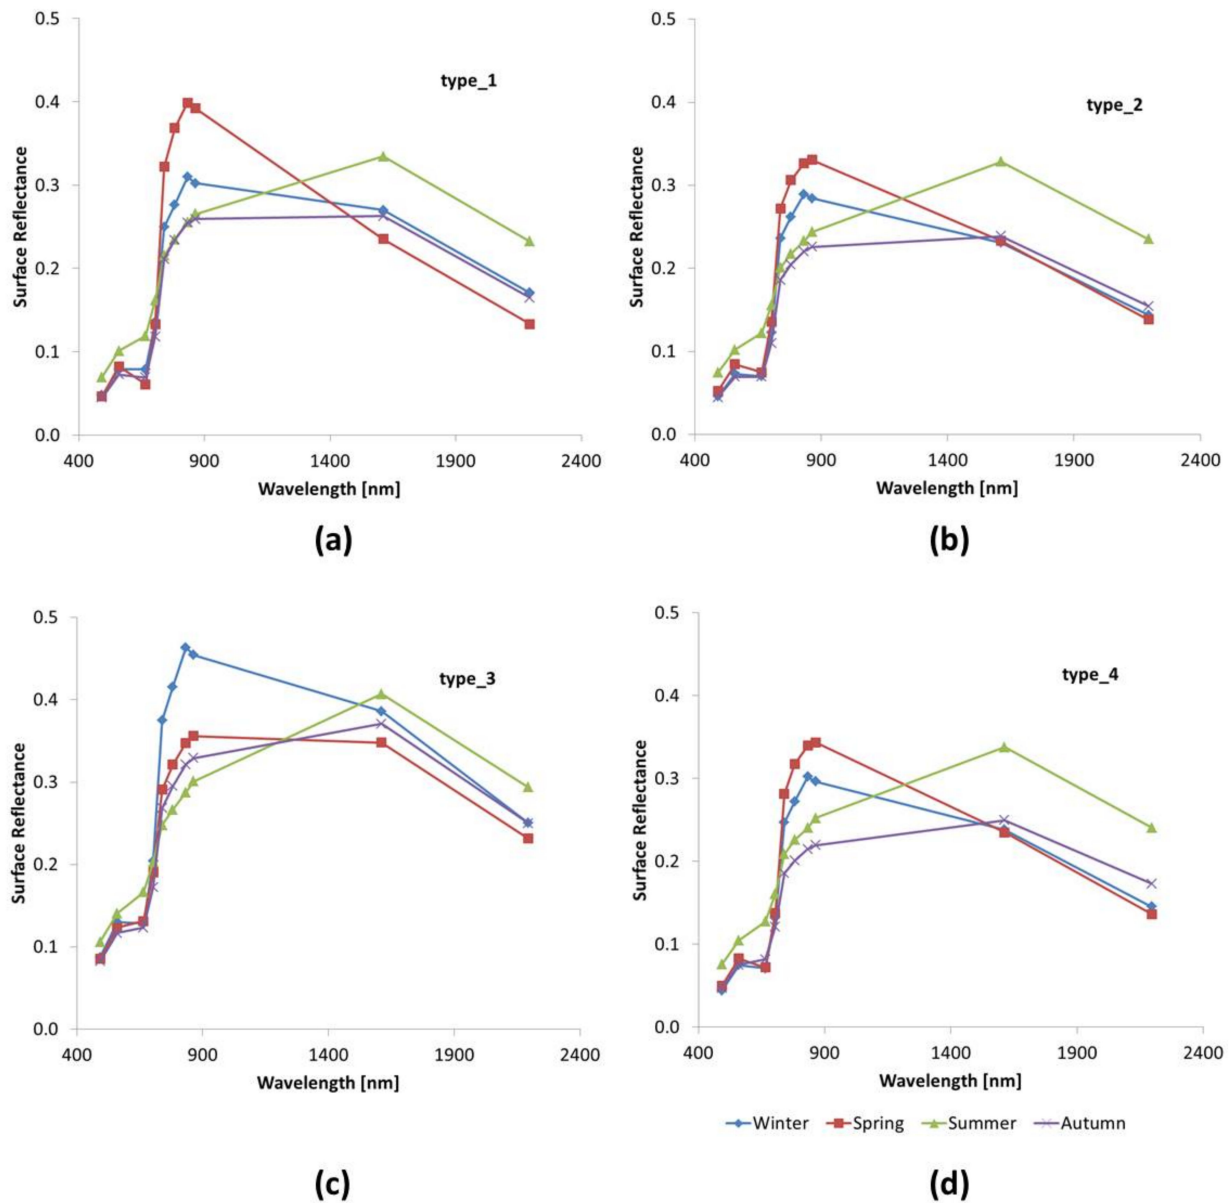 0.5
0.4
0.3
0.2
0.1
0.0
Surface Reflectance
type_1
400 900 1400 1900 2400
Wavelength [nm]
(a)
0.5
0.4
0.3
0.2
0.1
0.0
Surface Reflectance
type_2
400 900 1400 1900 2400
Wavelength [nm]
(b)
0.5
0.4
0.3
0.2
0.1
0.0
Surface Reflectance
type_3
400 900 1400 1900 2400
Wavelength [nm]
(c)
0.5
0.4
0.3
0.2
0.1
0.0
Surface Reflectance
type_4
400 900 1400 1900 2400
Wavelength [nm]
Winter Spring Summer Autumn
(d)